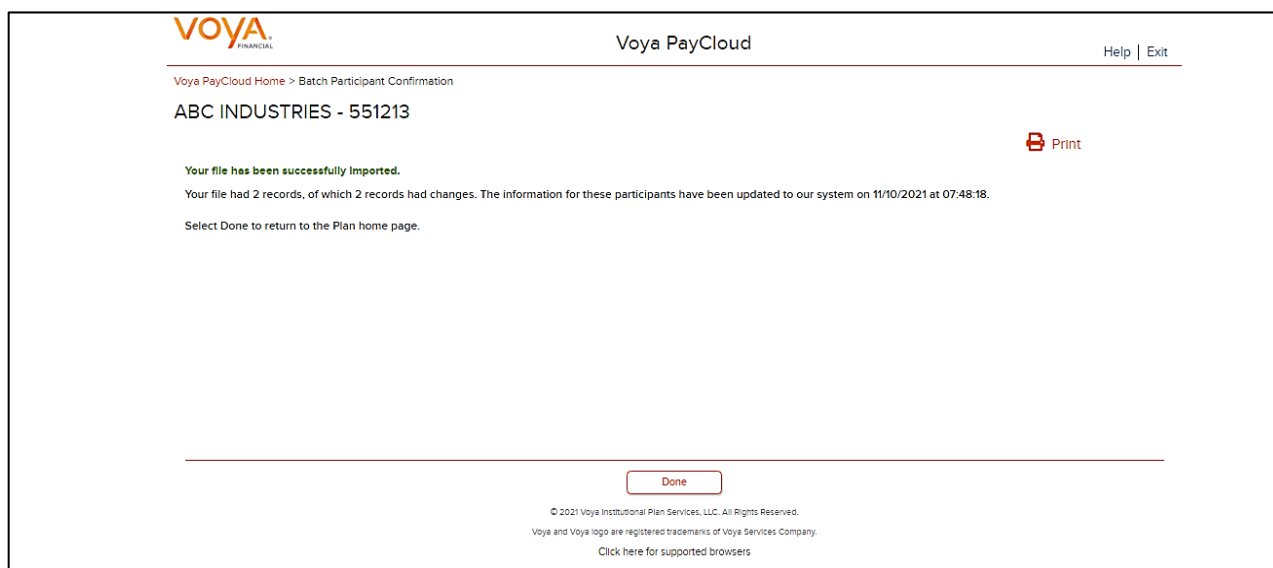 VOYA
FINANCIAL
Voya PayCloud
Help | Exit
Voya PayCloud Home > Batch Participant Confirmation
ABC INDUSTRIES - 551213
Print
Your file has been successfully imported.
Your file had 2 records, of which 2 records had changes. The information for these participants have been updated to our system on 11/10/2021 at 07:48:18.
Select Done to return to the Plan home page.
Done
© 2021 Voya Institutional Plan Services, LLC. All Rights Reserved.
Voya and Voya logo are registered trademarks of Voya Services Company.
Click here for supported browsers